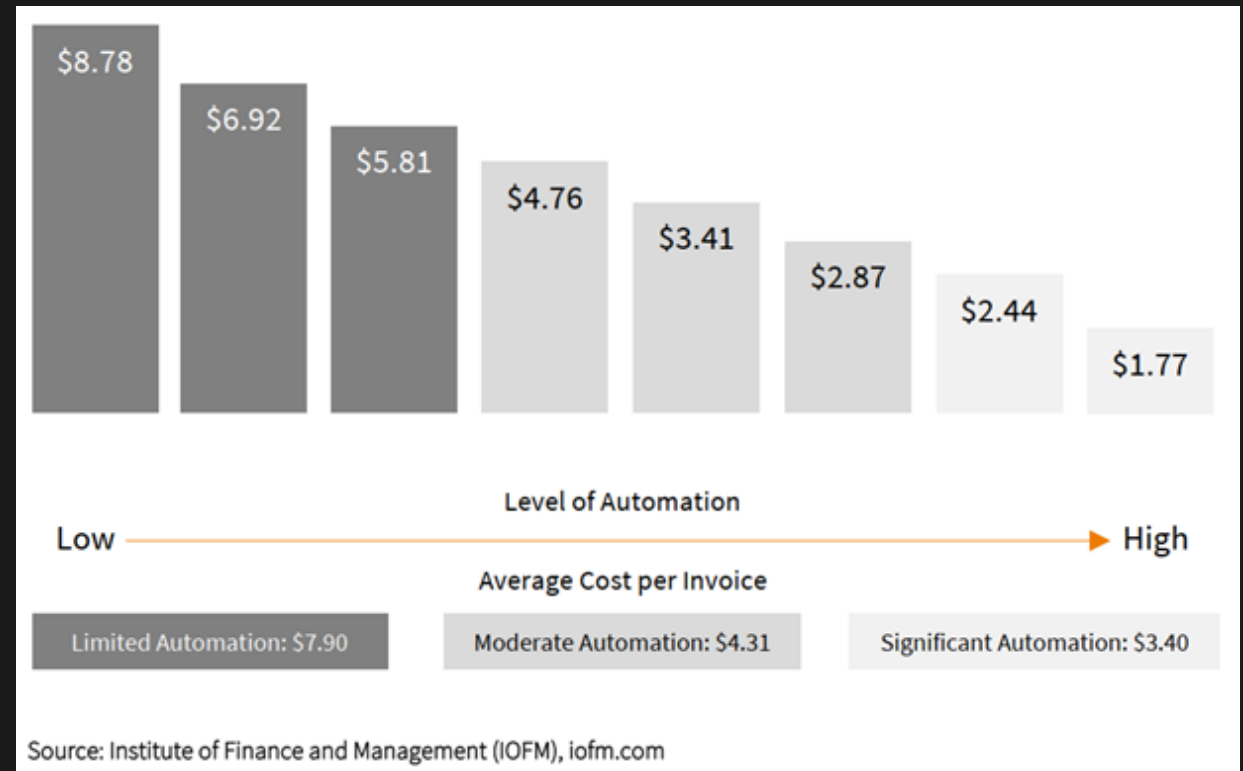 $8.78
$6.92
$5.81
$4.76
$3.41
$2.87
$2.44
$1.77
Level of Automation
Low
High
Average Cost per Invoice
Limited Automation: $7.90
Moderate Automation: $4.31
Significant Automation: $3.40
Source: Institute of Finance and Management (IOFM), iofm.com